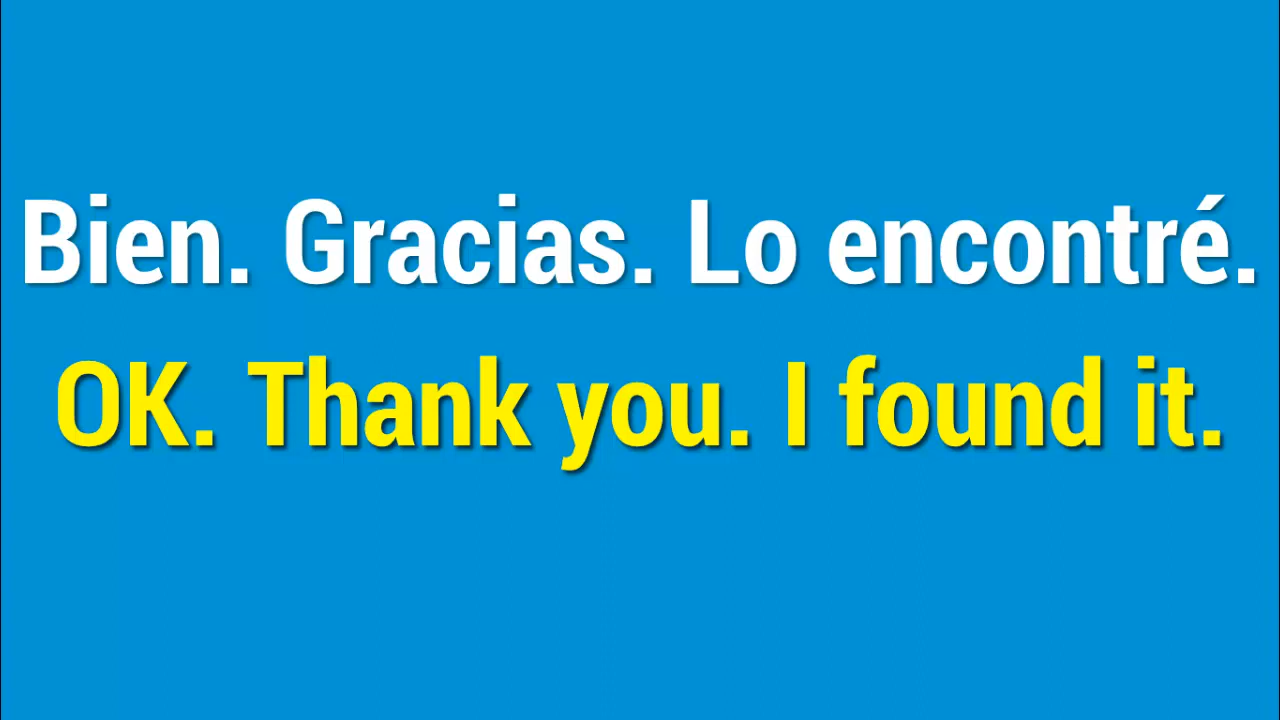 Bien. Gracias. Lo encontré.
OK. Thank you. I found it.